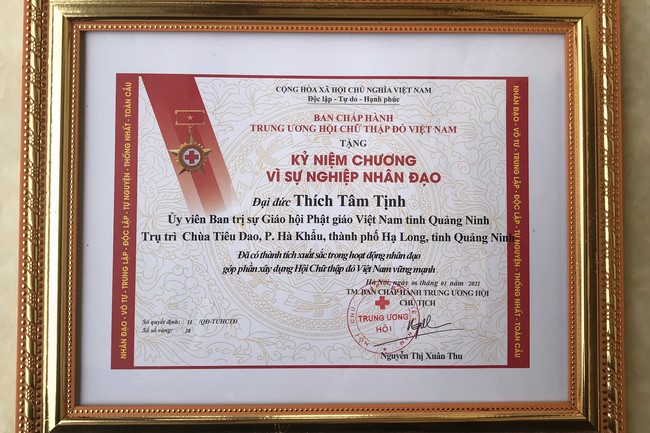 CỘNG HÒA XÃ HỘI CHỦ NGHĨA VIỆT NAM
Độc lập - Tự do - Hạnh phúc
BAN CHẤP HÀNH
TRUNG ƯƠNG HỘI CHỮ THẬP ĐỎ VIỆT NAM
TẶNG
KỶ NIỆM CHƯƠNG
VÌ SỰ NGHIỆP NHÂN ĐẠO
Đại đức Thích Tâm Tịnh
Ủy viên Ban trị sự Giáo hội Phật giáo Việt Nam tỉnh Quảng Ninh
Trụ trì Chùa Tiêu Dao, P. Hà Khẩu, thành phố Hạ Long, tỉnh Quảng Ninh
Đã có thành tích xuất sắc trong hoạt động nhân đạo
góp phần xây dựng Hội Chữ thập đỏ Việt Nam vững mạnh
Hà Nội, ngày 06 tháng 01 năm 2021
TM. BAN CHẤP HÀNH TRUNG ƯƠNG HỘI
CHỦ TỊCH
TRUNG ƯƠNG
HỘI
Nguyễn Thị Xuân Thu
Số quyết định: 11 /QĐ-TUHCTĐ
Số sổ vàng: 28
NHÂN ĐẠO - VÔ TƯ - TRUNG LẬP - ĐỘC LẬP - TỰ NGUYỆN - THỐNG NHẤT - TOÀN CẦU
NHÂN ĐẠO - VÔ TƯ - TRUNG LẬP - ĐỘC LẬP - TỰ NGUYỆN - THỐNG NHẤT - TOÀN CẦU